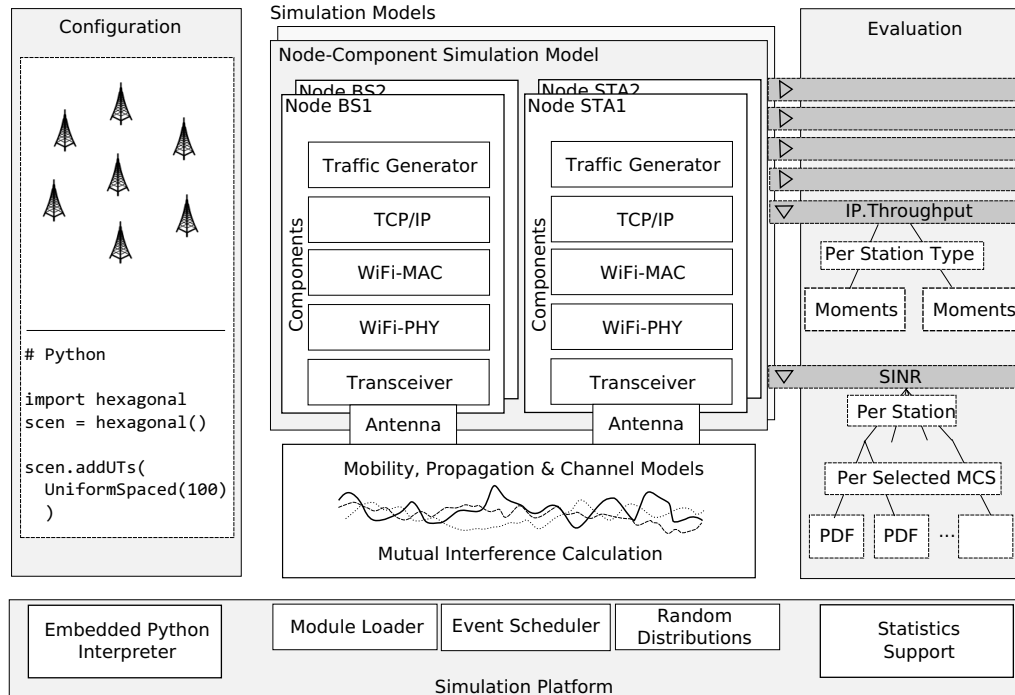 Configuration
# Python
import hexagonal
scen = hexagonal()
scen.addUTs(
UniformSpaced(100)
)
Simulation Models
Node-Component Simulation Model
Node BS2
Node BS1
Components
Traffic Generator
TCP/IP
WiFi-MAC
WiFi-PHY
Transceiver
Antenna
Node STA2
Node STA1
Components
Traffic Generator
TCP/IP
WiFi-MAC
WiFi-PHY
Transceiver
Antenna
Mobility, Propagation & Channel Models
Mutual Interference Calculation
Evaluation
IP.Throughput
Per Station Type
Moments
Moments
SINR
Per Station
Per Selected MCS
PDF
PDF
...
Embedded Python
Interpreter
Module Loader
Event Scheduler
Random
Distributions
Statistics
Support
Simulation Platform